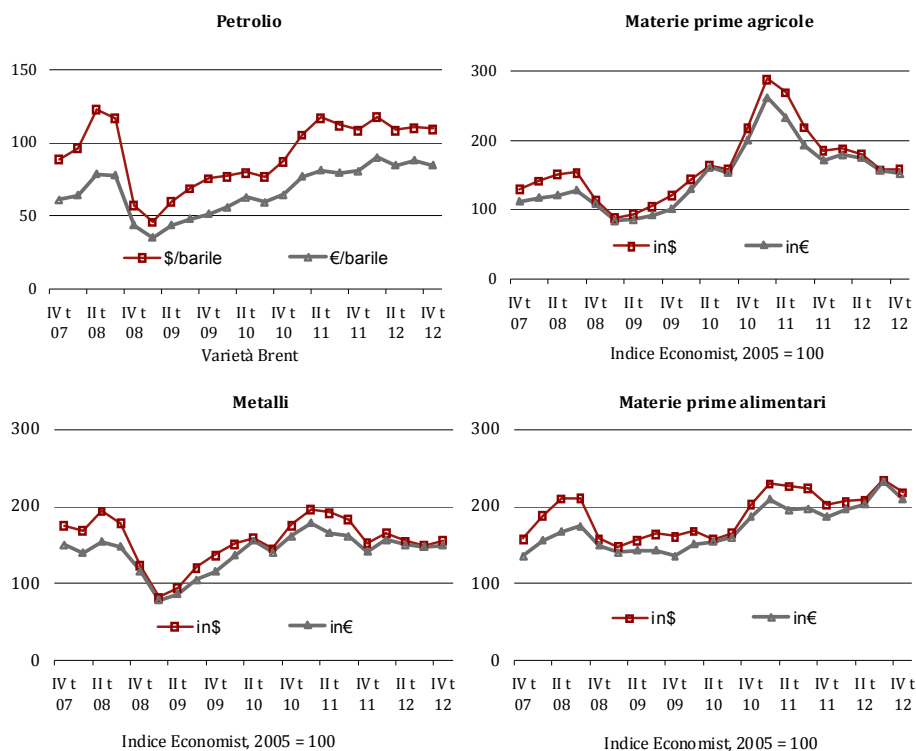 Petrolio
150
100
50
0
$/barile €/barile
IV t II t IV t II t IV t II t IV t II t IV t II t IV t
07 08 08 09 09 10 10 11 11 12 12
Varietà Brent
Materie prime agricole
300
200
100
0
in$ in€
IV t II t IV t II t IV t II t IV t II t IV t II t IV t
07 08 08 09 09 10 10 11 11 12 12
Indice Economist, 2005 = 100
Metalli
300
200
100
0
in$ in€
IV t II t IV t II t IV t II t IV t II t IV t II t IV t
07 08 08 09 09 10 10 11 11 12 12
Indice Economist, 2005 = 100
Materie prime alimentari
300
200
100
0
in$ in€
IV t II t IV t II t IV t II t IV t II t IV t II t IV t
07 08 08 09 09 10 10 11 11 12 12
Indice Economist, 2005 = 100